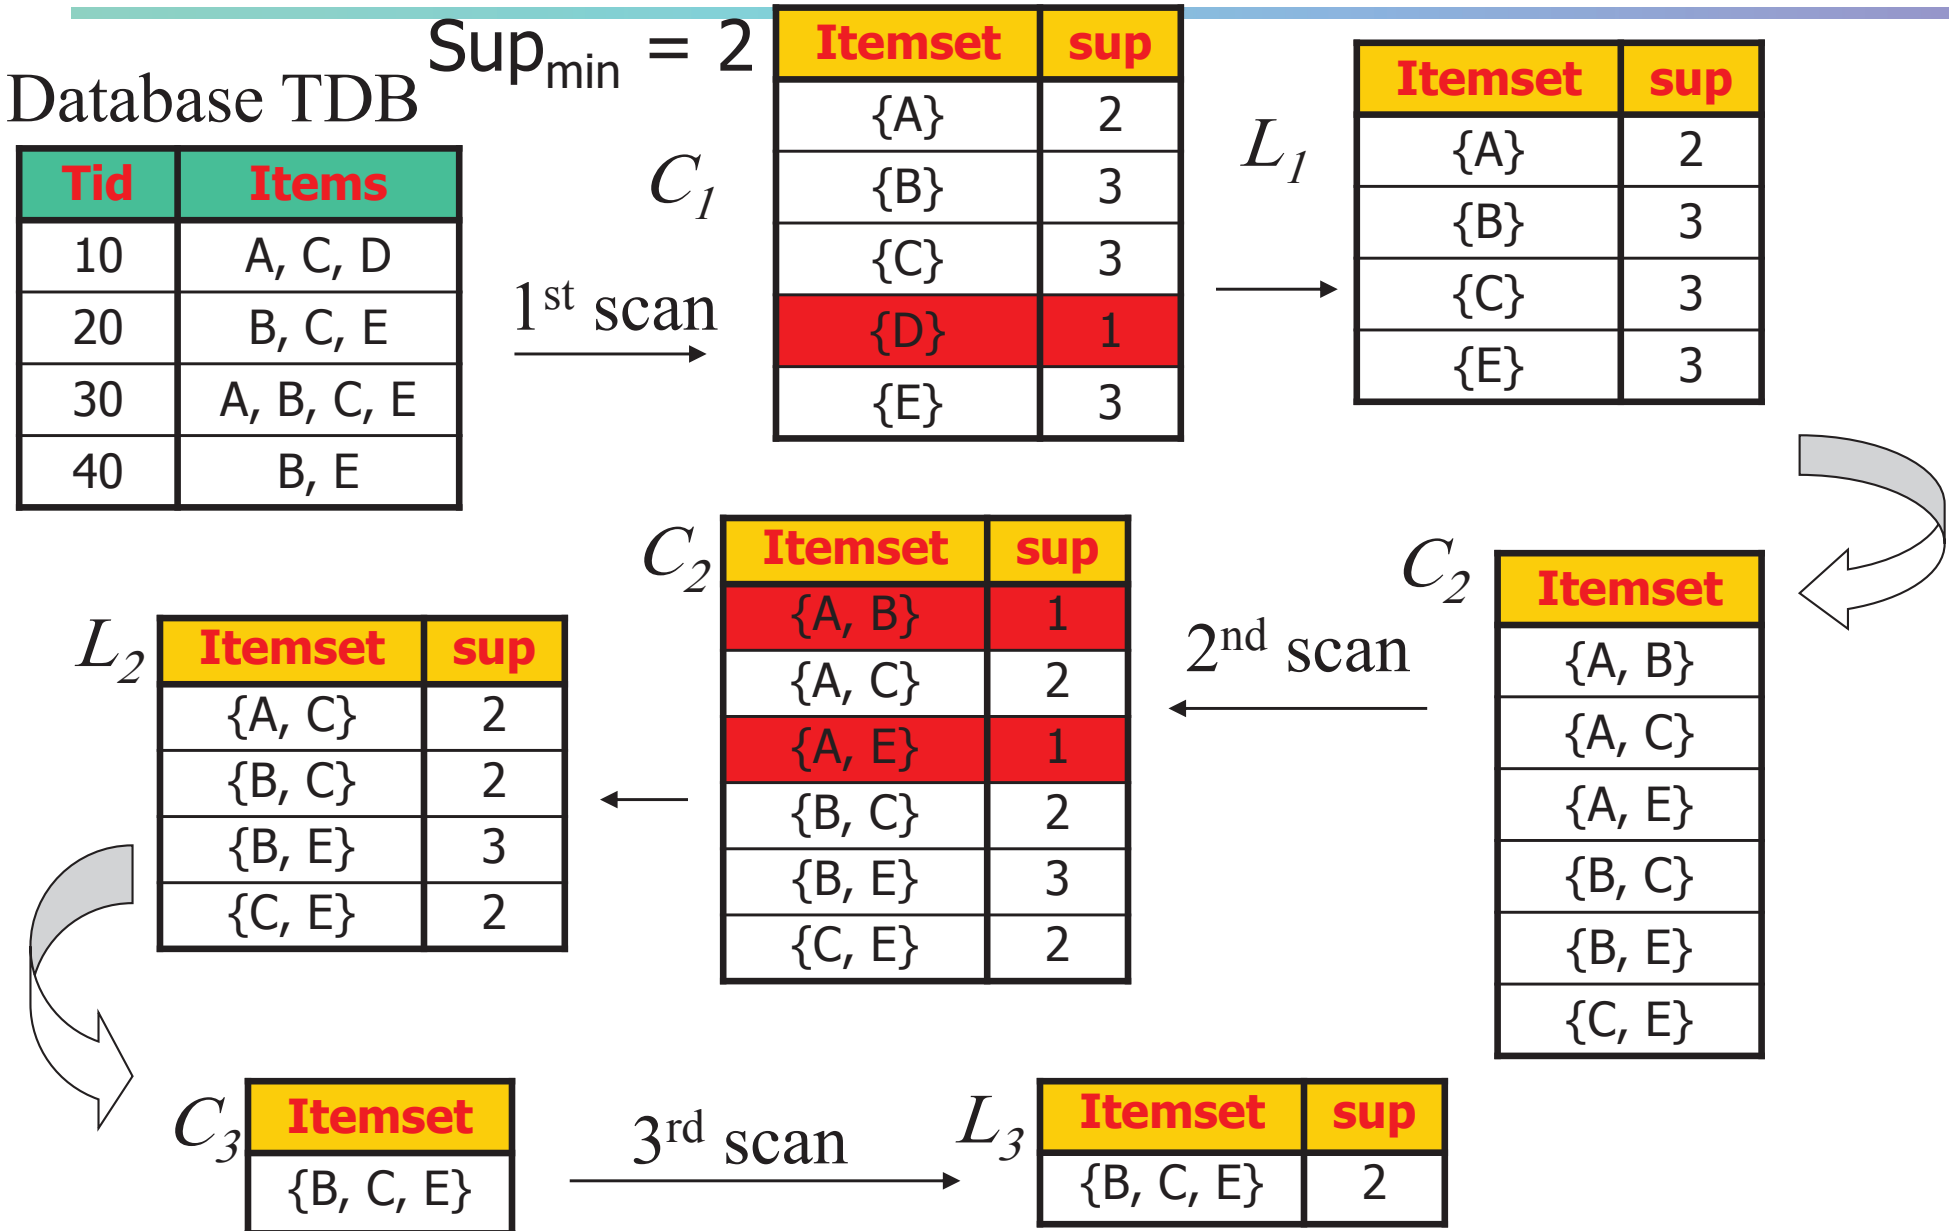 Sup_min = 2
Database TDB
Tid Items
10 A, C, D
20 B, C, E
30 A, B, C, E
40 B, E
1st scan
C1
Itemset sup
{A} 2
{B} 3
{C} 3
{D} 1
{E} 3
L1
Itemset sup
{A} 2
{B} 3
{C} 3
{E} 3
C2
Itemset
{A, B}
{A, C}
{A, E}
{B, C}
{B, E}
{C, E}
2nd scan
C2
Itemset sup
{A, B} 1
{A, C} 2
{A, E} 1
{B, C} 2
{B, E} 3
{C, E} 2
L2
Itemset sup
{A, C} 2
{B, C} 2
{B, E} 3
{C, E} 2
C3
Itemset
{B, C, E}
3rd scan
L3
Itemset sup
{B, C, E} 2